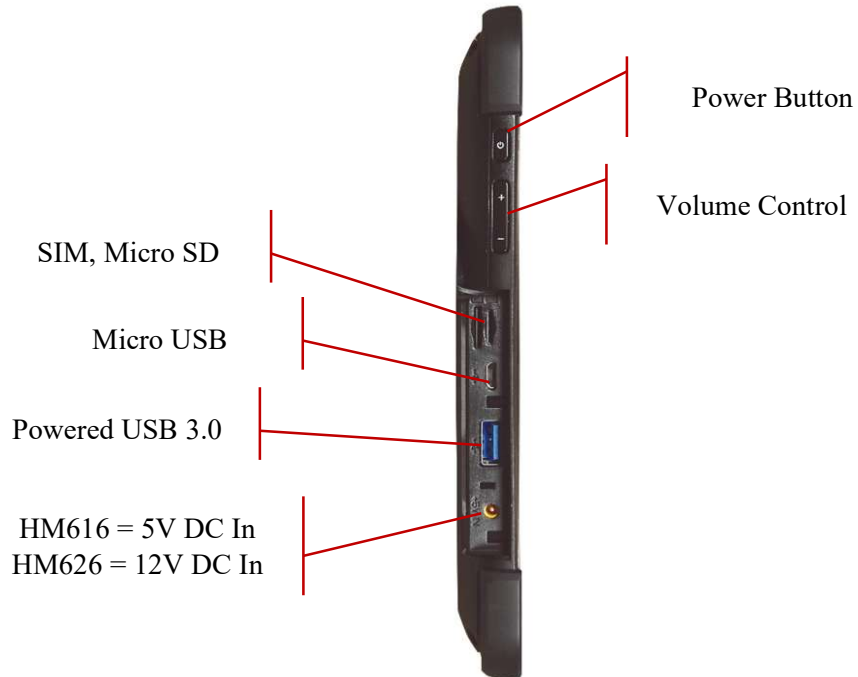 Power Button
Volume Control
SIM, Micro SD
Micro USB
Powered USB 3.0
HM616 = 5V DC In
HM626 = 12V DC In
+
-